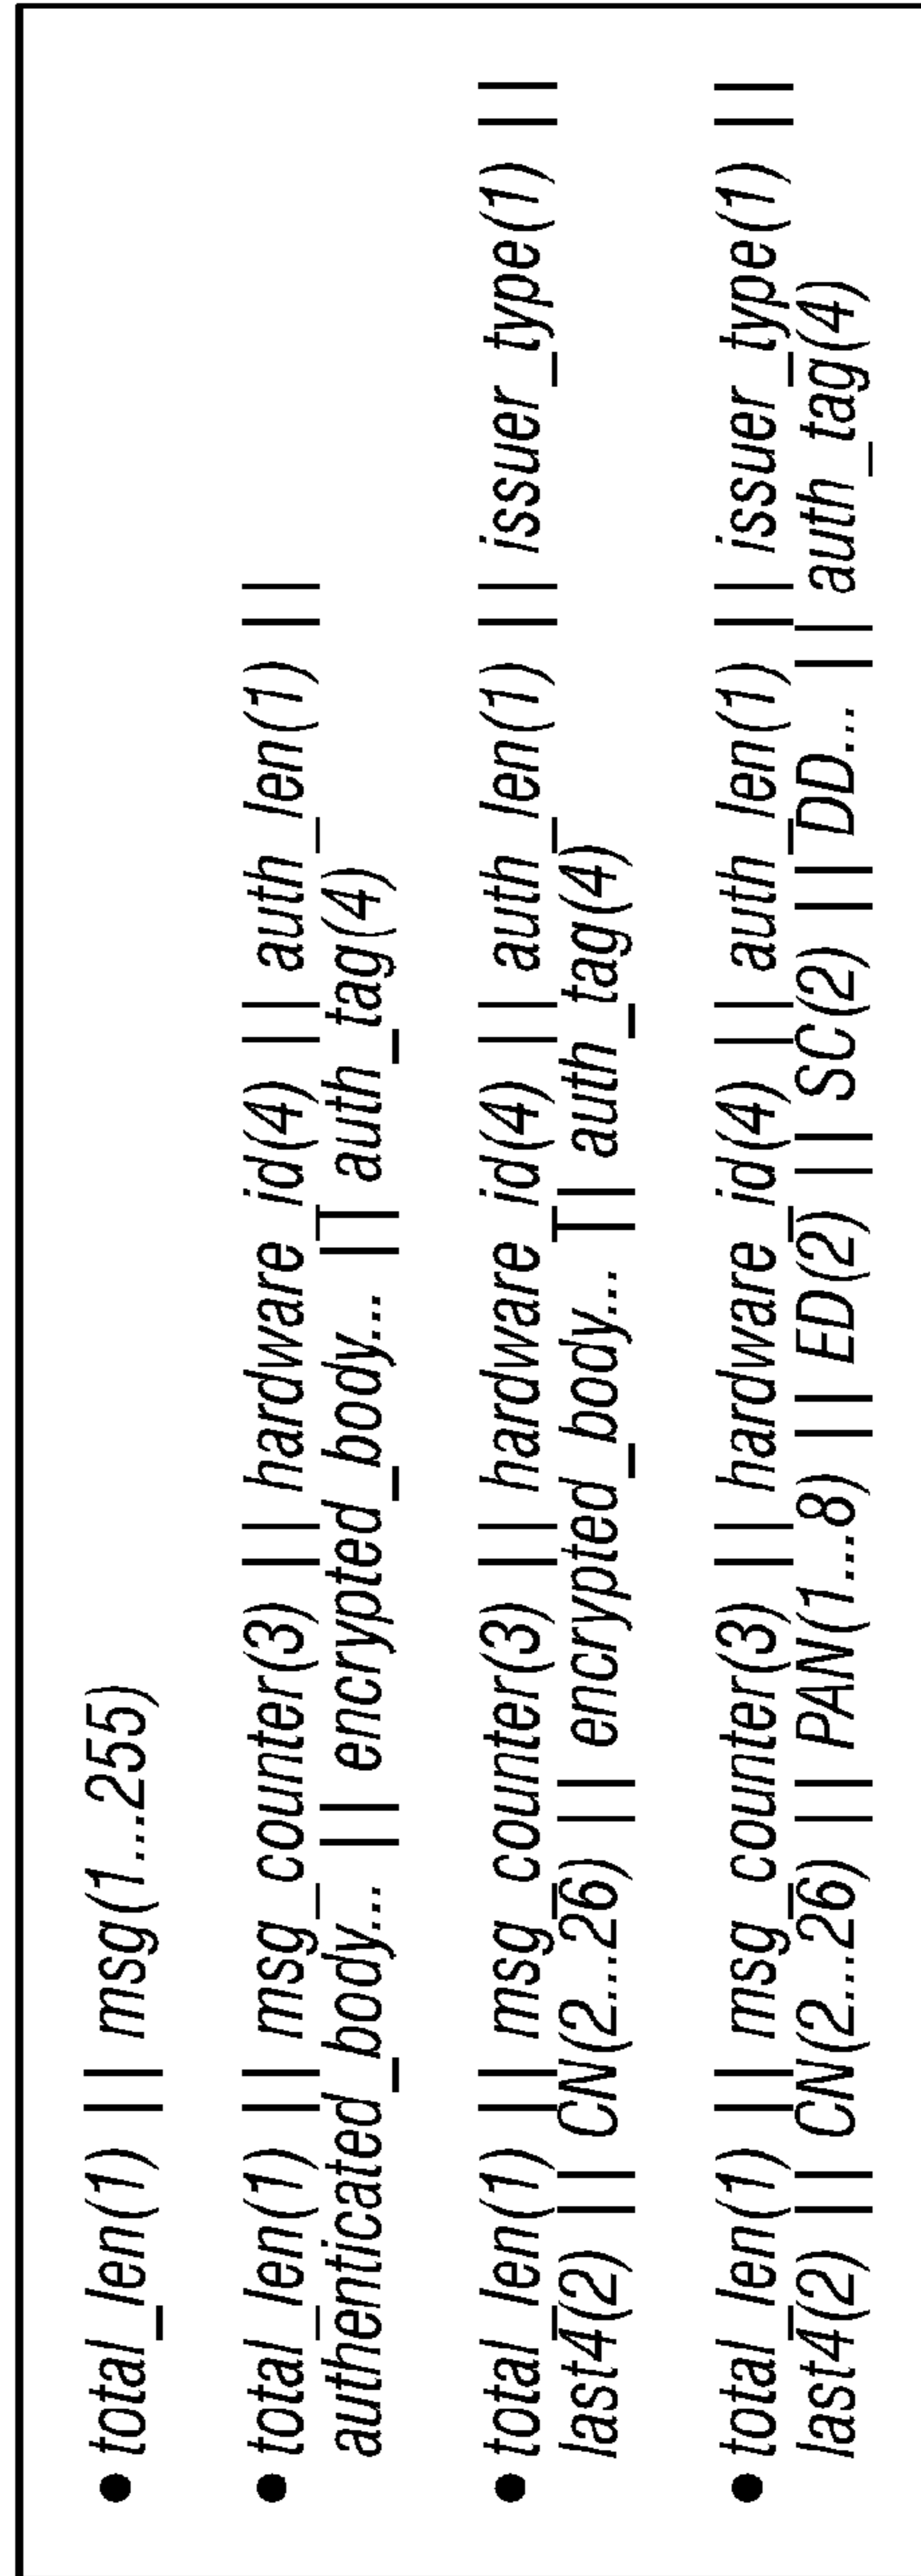 • total_len(1) || msg(1...255)
• total_len(1) || msg_counter(3) || hardware_id(4) || auth_len(1) ||
authenticated_body... || encrypted_body... || auth_tag(4)
• total_len(1) || msg_counter(3) || hardware_id(4) || auth_len(1) || issuer_type(1) ||
last4(2) || CN(2...26) || encrypted_body... || auth_tag(4)
• total_len(1) || msg_counter(3) || hardware_id(4) || auth_len(1) || issuer_type(1) ||
last4(2) || CN(2...26) || PAN(1...8) || ED(2) || SC(2) || DD... || auth_tag(4)